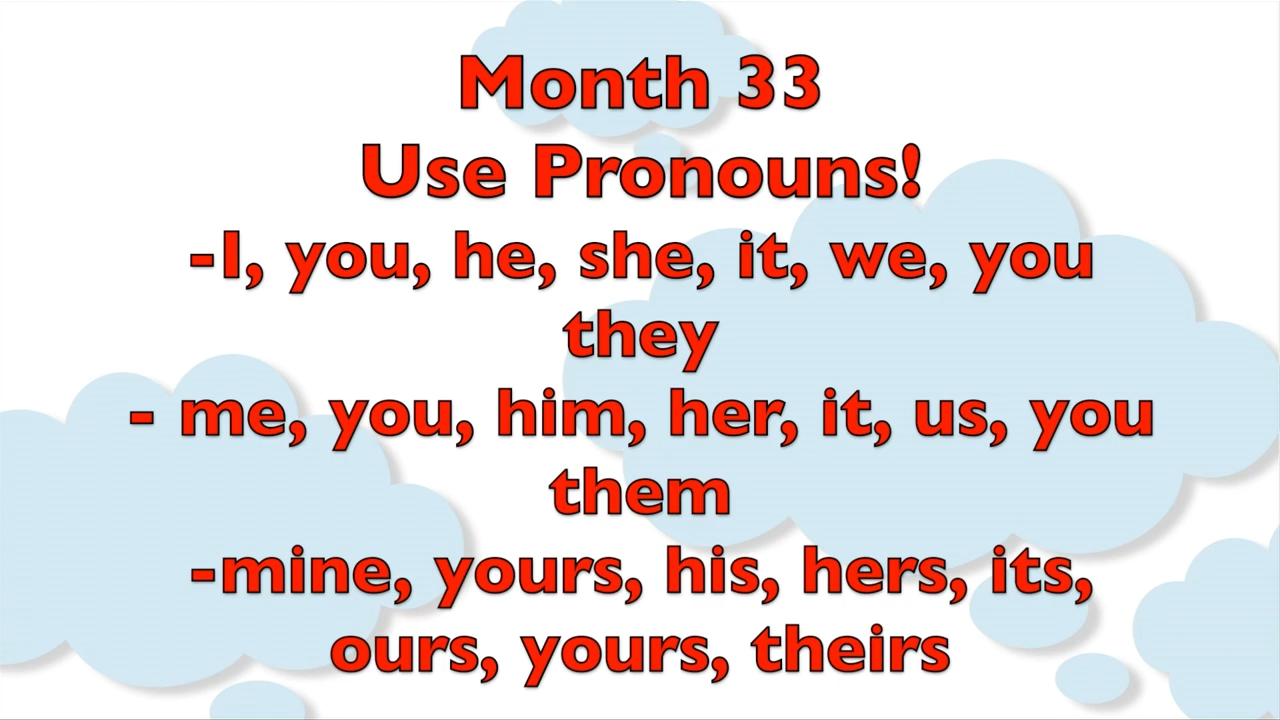 Month 33
Use Pronouns!
-I, you, he, she, it, we, you
they
- me, you, him, her, it, us, you
them
-mine, yours, his, hers, its,
ours, yours, theirs